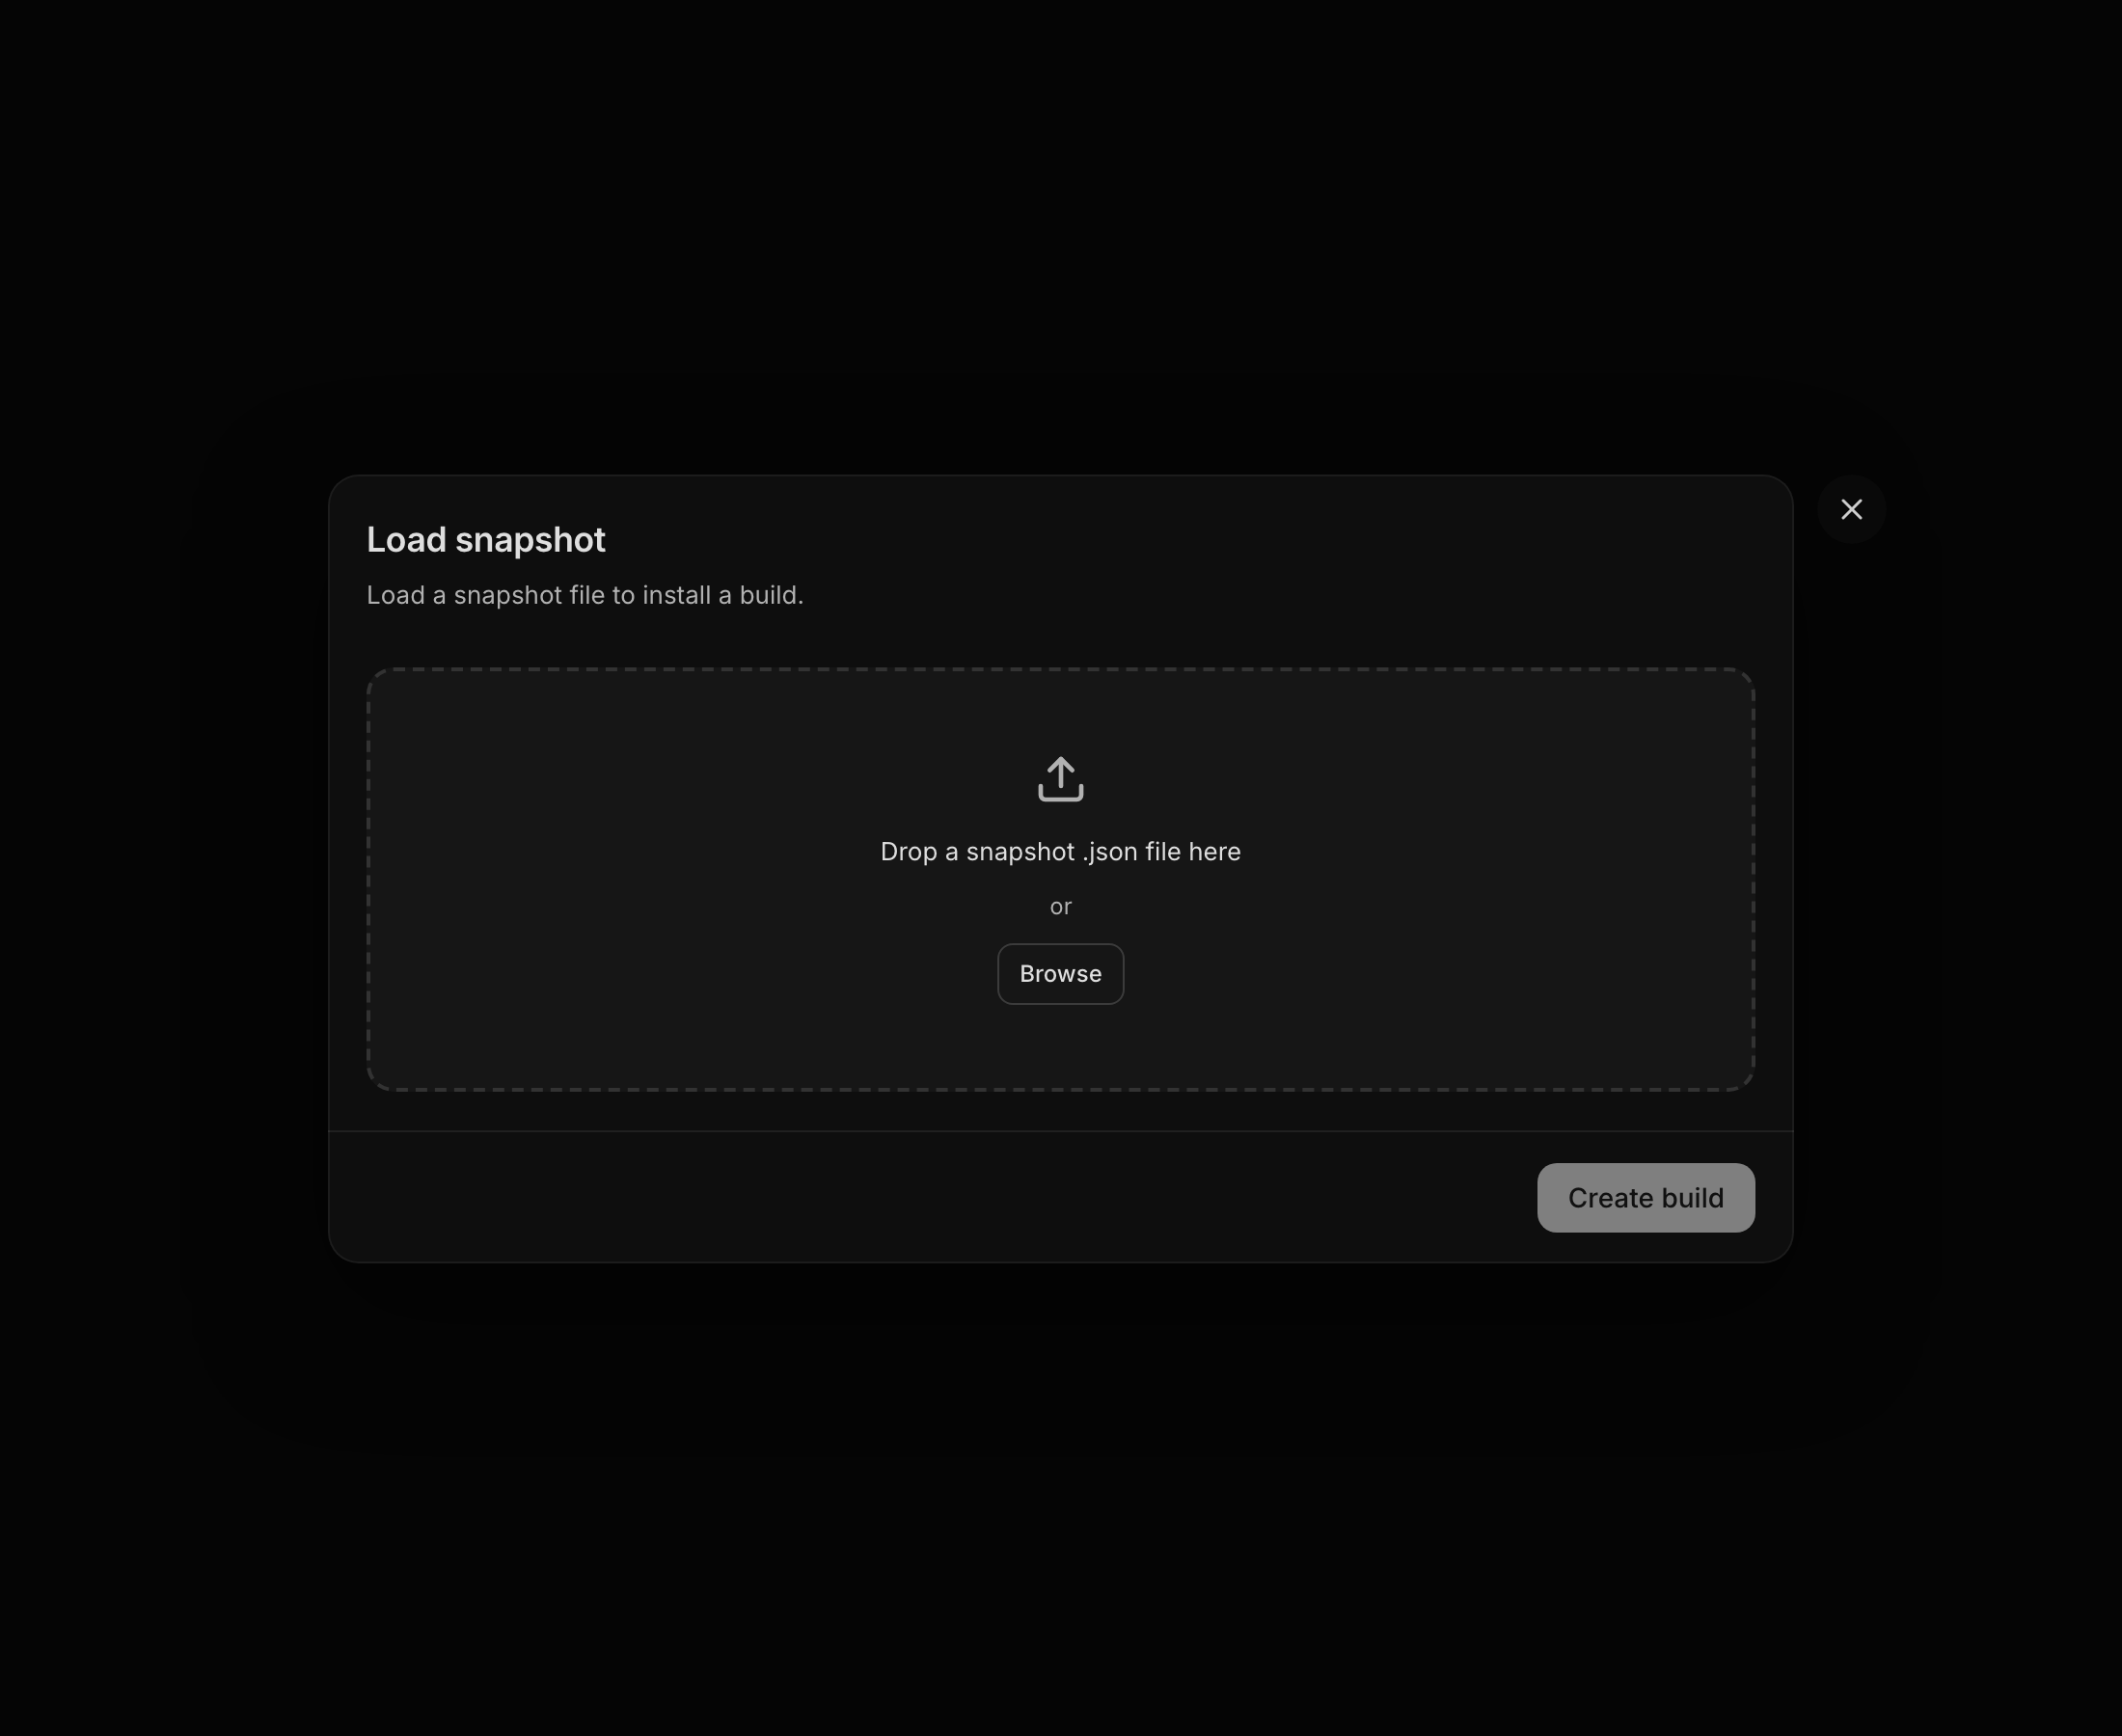 Load snapshot
Load a snapshot file to install a build.
Drop a snapshot .json file here
or
Browse
Create build